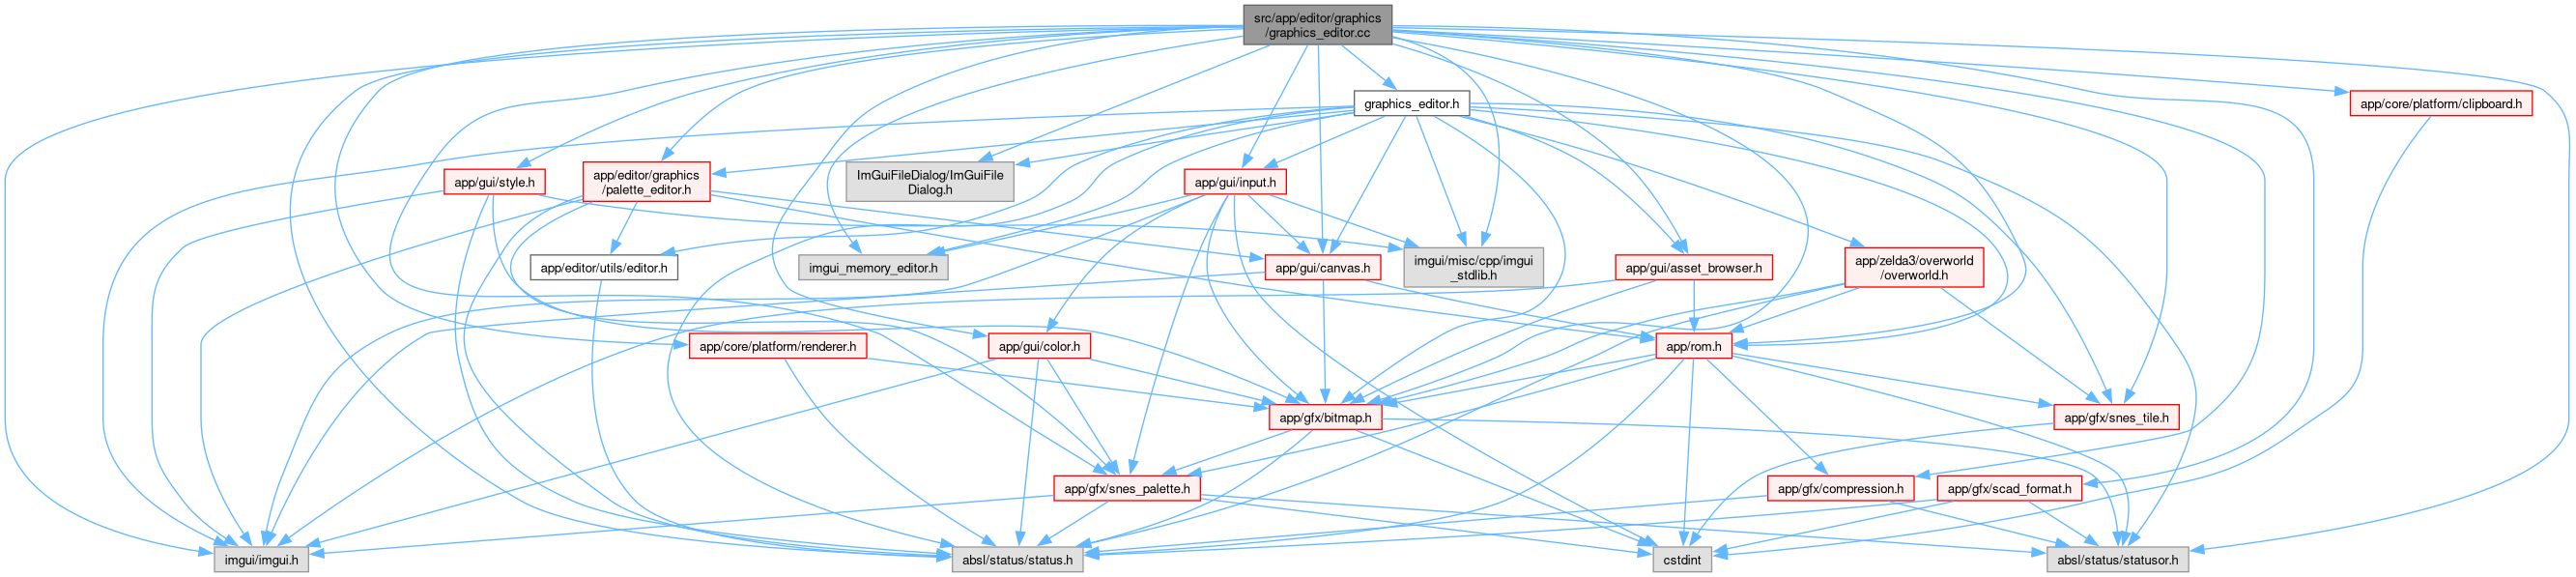 src/app/editor/graphics
/graphics_editor.cc
graphics_editor.h
app/core/platform/clipboard.h
app/gui/style.h
app/editor/graphics
/palette_editor.h
ImGuiFileDialog/ImGuiFile
Dialog.h
app/gui/input.h
app/editor/utils/editor.h
imgui_memory_editor.h
app/gui/canvas.h
imgui/misc/cpp/imgui
_stdlib.h
app/gui/asset_browser.h
app/zelda3/overworld
/overworld.h
app/core/platform/renderer.h
app/gui/color.h
app/rom.h
app/gfx/bitmap.h
app/gfx/snes_tile.h
app/gfx/snes_palette.h
app/gfx/compression.h
app/gfx/scad_format.h
imgui/imgui.h
absl/status/status.h
cstdint
absl/status/statusor.h